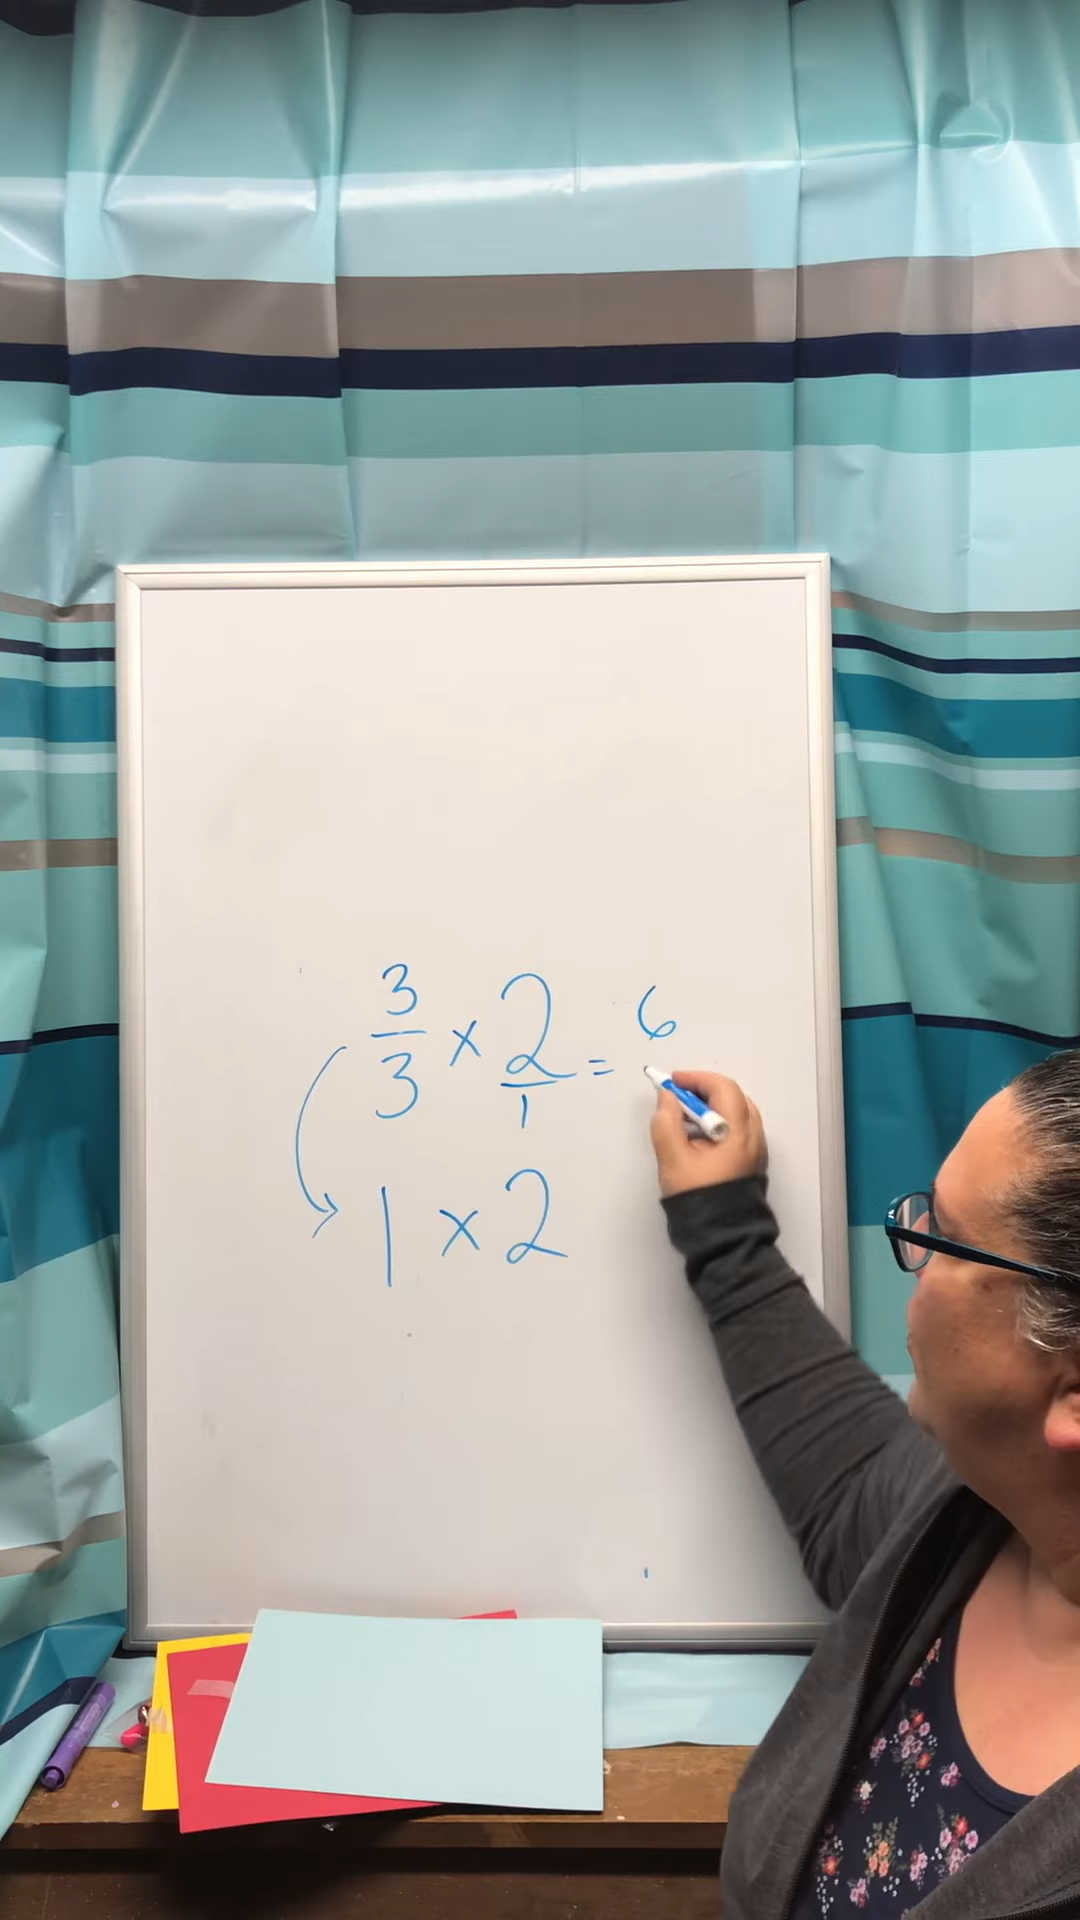 3/3 x 2/1 = 6
1 x 2